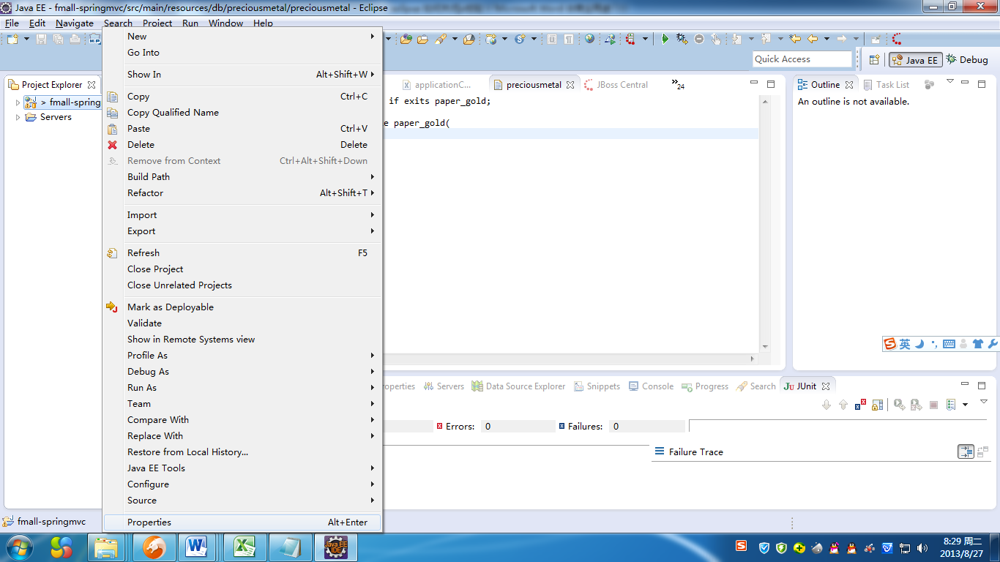 Java EE - fmall-springmvc/src/main/resources/db/preciousmetal/preciousmetal - Eclipse
File Edit Navigate Search Project Run Window Help
Quick Access
Java EE
Debug
Project Explorer
> fmall-spring
Servers
New
Go Into
Show In Alt+Shift+W
Copy Ctrl+C
Copy Qualified Name
Paste Ctrl+V
Delete Delete
Remove from Context Ctrl+Alt+Shift+Down
Build Path
Refactor Alt+Shift+T
Import
Export
Refresh F5
Close Project
Close Unrelated Projects
Mark as Deployable
Validate
Show in Remote Systems view
Profile As
Debug As
Run As
Team
Compare With
Replace With
Restore from Local History...
Java EE Tools
Configure
Source
Properties Alt+Enter
applicationC... preciousmetal JBoss Central 24
if exits paper_gold;
e paper_gold(
Outline Task List
An outline is not available.
英
operties Servers Data Source Explorer Snippets Console Progress Search JUnit
Errors: 0 Failures: 0
Failure Trace
fmall-springmvc
Java EE
IDE
8:29 周二
2013/8/27